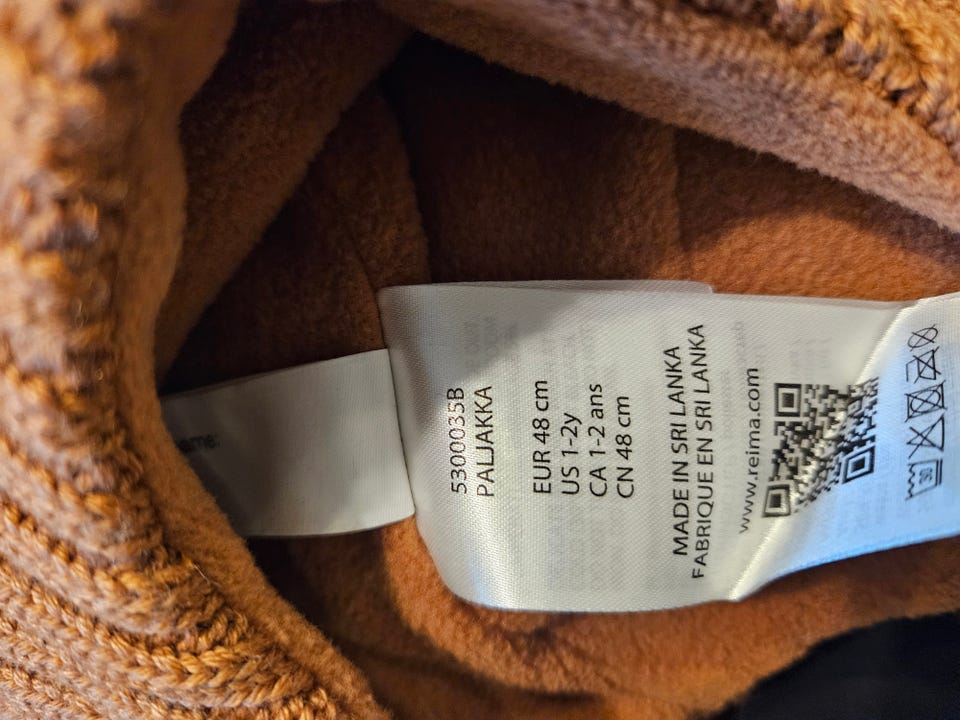 5300035B
PALJAKKA
EUR 48 cm
US 1-2y
CA 1-2 ans
CN 48 cm
MADE IN SRI LANKA
FABRIQUE EN SRI LANKA
www.reima.com
30